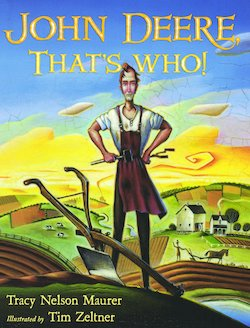 JOHN DEERE,
THAT'S WHO!
Tracy Nelson Maurer
Illustrated by Tim Zeltner